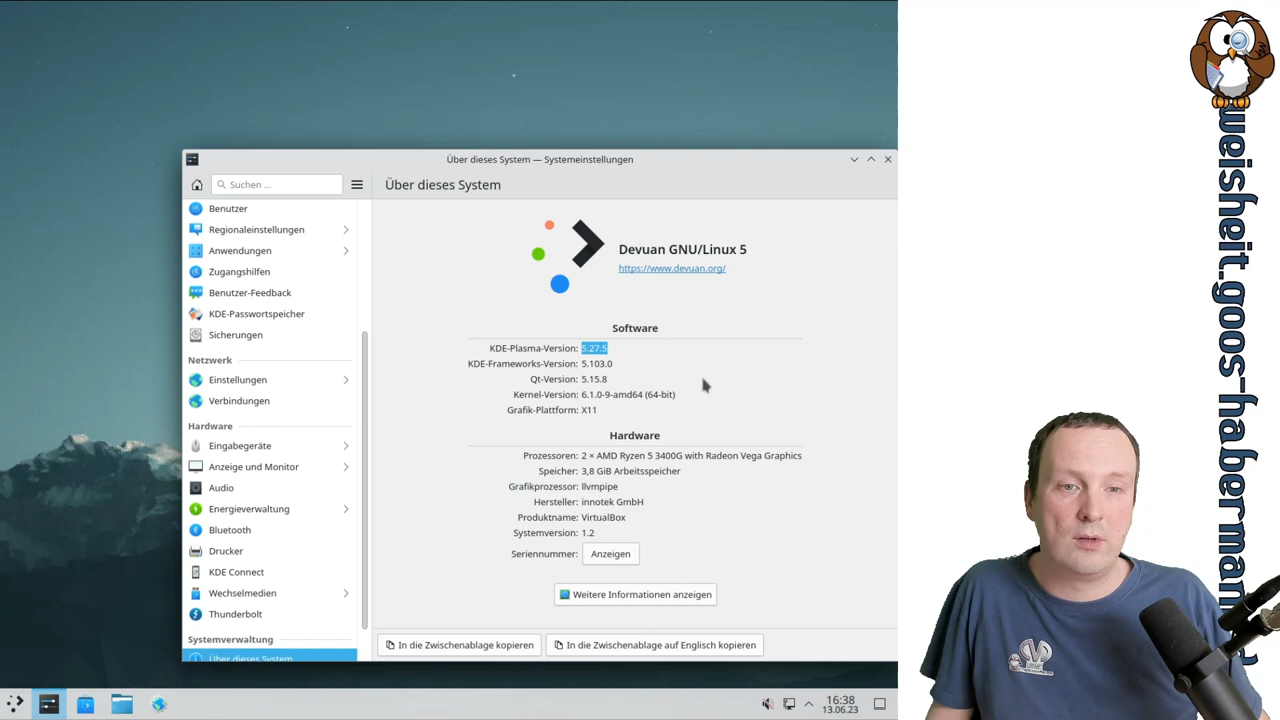 Über dieses System — Systemeinstellungen
Suchen ...
Über dieses System
Benutzer
Regionaleinstellungen
Anwendungen
Zugangshilfen
Benutzer-Feedback
KDE-Passwortspeicher
Sicherungen
Netzwerk
Einstellungen
Verbindungen
Hardware
Eingabegeräte
Anzeige und Monitor
Audio
Energieverwaltung
Bluetooth
Drucker
KDE Connect
Wechselmedien
Thunderbolt
Systemverwaltung
Über dieses System
Devuan GNU/Linux 5
https://www.devuan.org/
Software
KDE-Plasma-Version: 5.27.5
KDE-Frameworks-Version: 5.103.0
Qt-Version: 5.15.8
Kernel-Version: 6.1.0-9-amd64 (64-bit)
Grafik-Plattform: X11
Hardware
Prozessoren: 2 × AMD Ryzen 5 3400G with Radeon Vega Graphics
Speicher: 3,8 GiB Arbeitsspeicher
Grafikprozessor: llvmpipe
Hersteller: innotek GmbH
Produktname: VirtualBox
Systemversion: 1.2
Seriennummer: Anzeigen
Weitere Informationen anzeigen
In die Zwischenablage kopieren
In die Zwischenablage auf Englisch kopieren
16:38
13.06.23